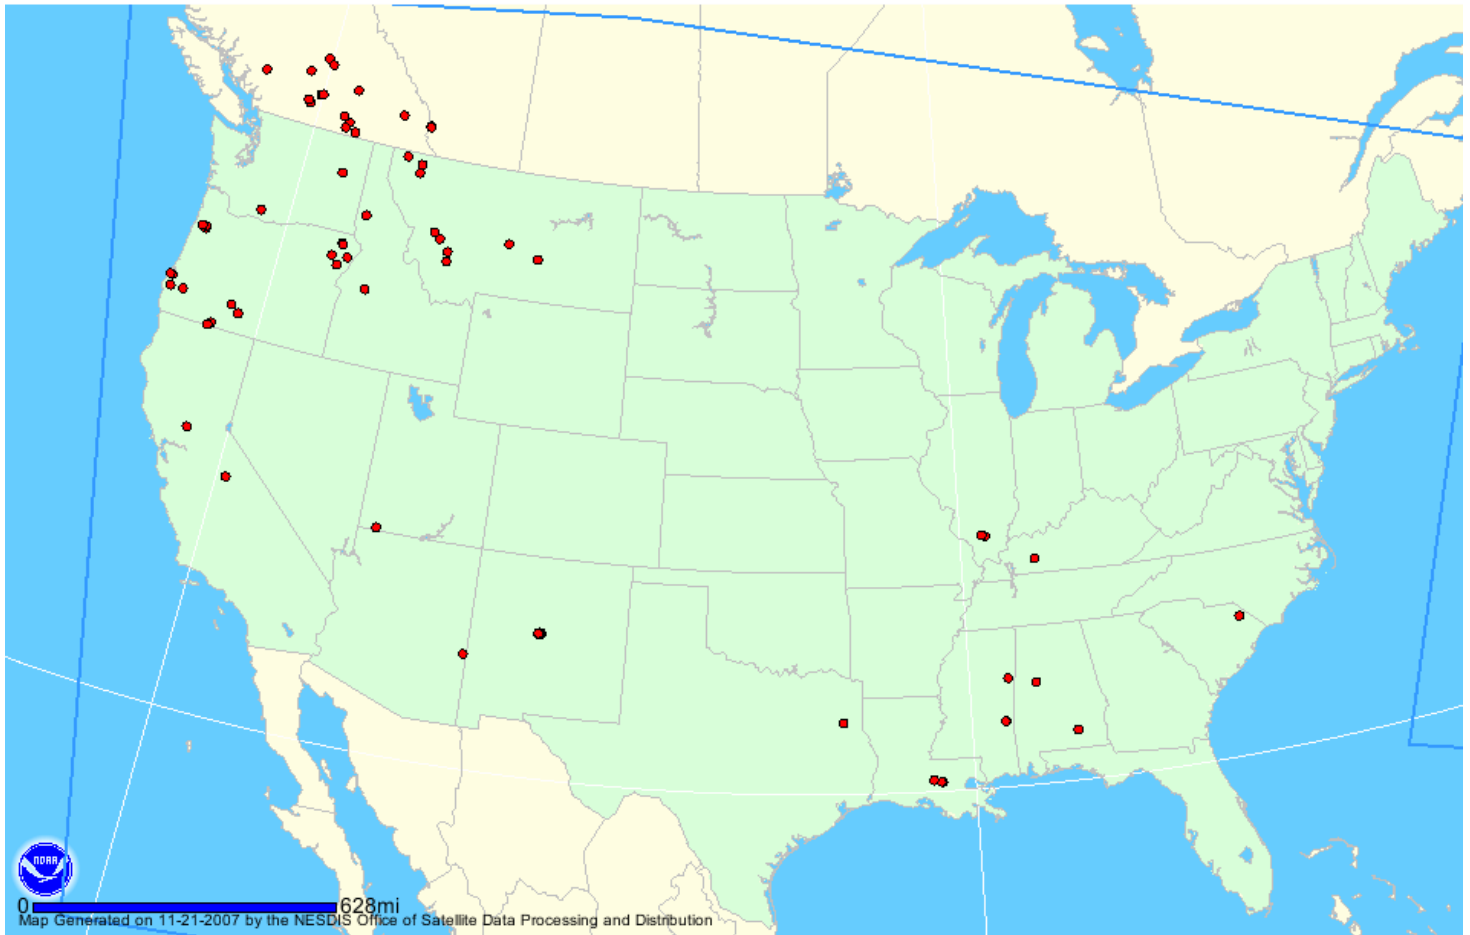 NOAA
0 628mi
Map Generated on 11-21-2007 by the NESDIS Office of Satellite Data Processing and Distribution